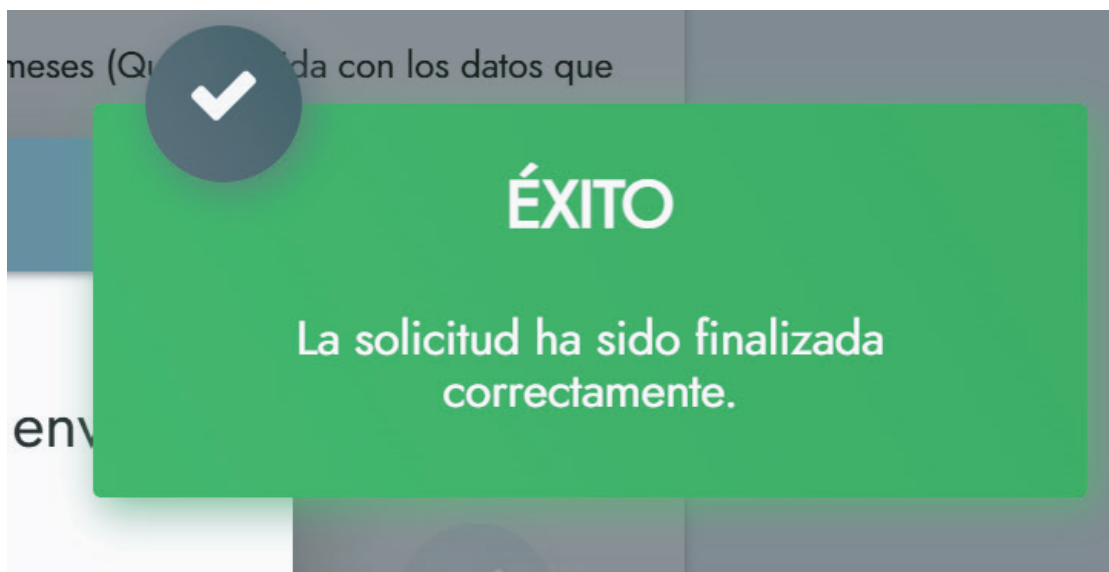 meses (Qu da con los datos que
ÉXITO
La solicitud ha sido finalizada
correctamente.
env